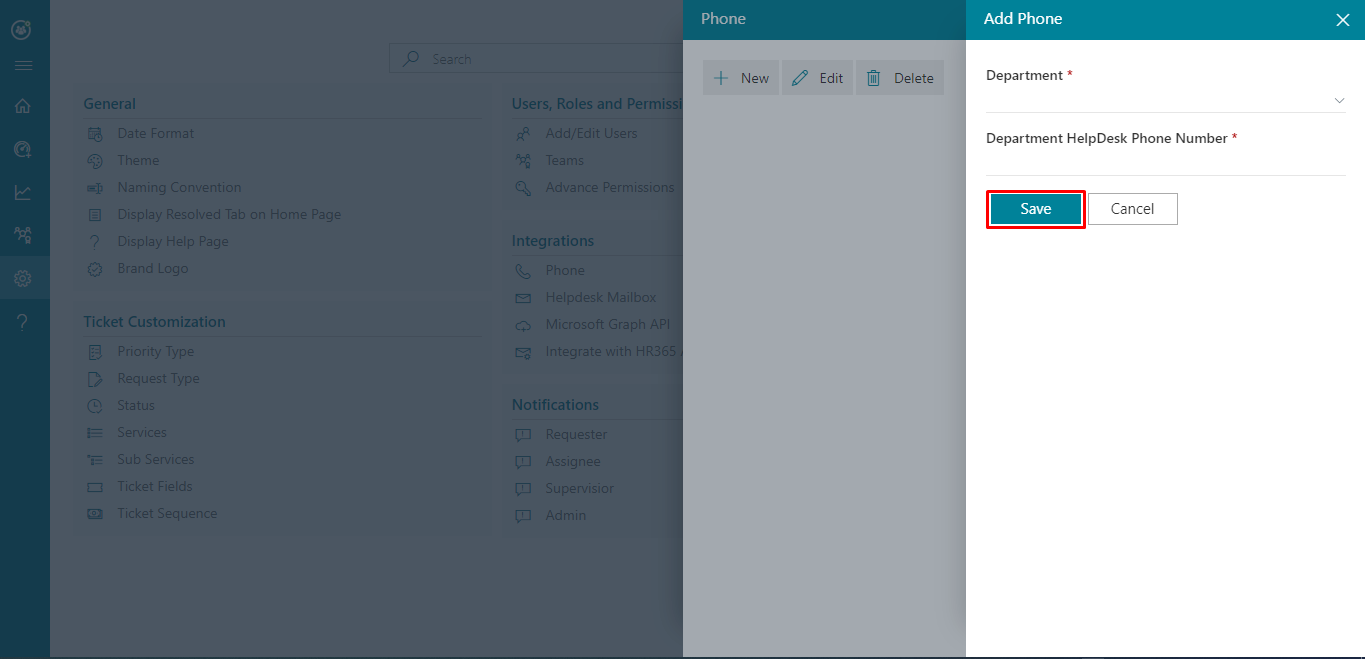 Search
General
Date Format
Theme
Naming Convention
Display Resolved Tab on Home Page
Display Help Page
Brand Logo
Ticket Customization
Priority Type
Request Type
Status
Services
Sub Services
Ticket Fields
Ticket Sequence
Users, Roles and Permissi
Add/Edit Users
Teams
Advance Permissions
Integrations
Phone
Helpdesk Mailbox
Microsoft Graph API
Integrate with HR365
Notifications
Requester
Assignee
Supervisior
Admin
Phone
New Edit Delete
Add Phone
Department *
Department HelpDesk Phone Number *
Save Cancel